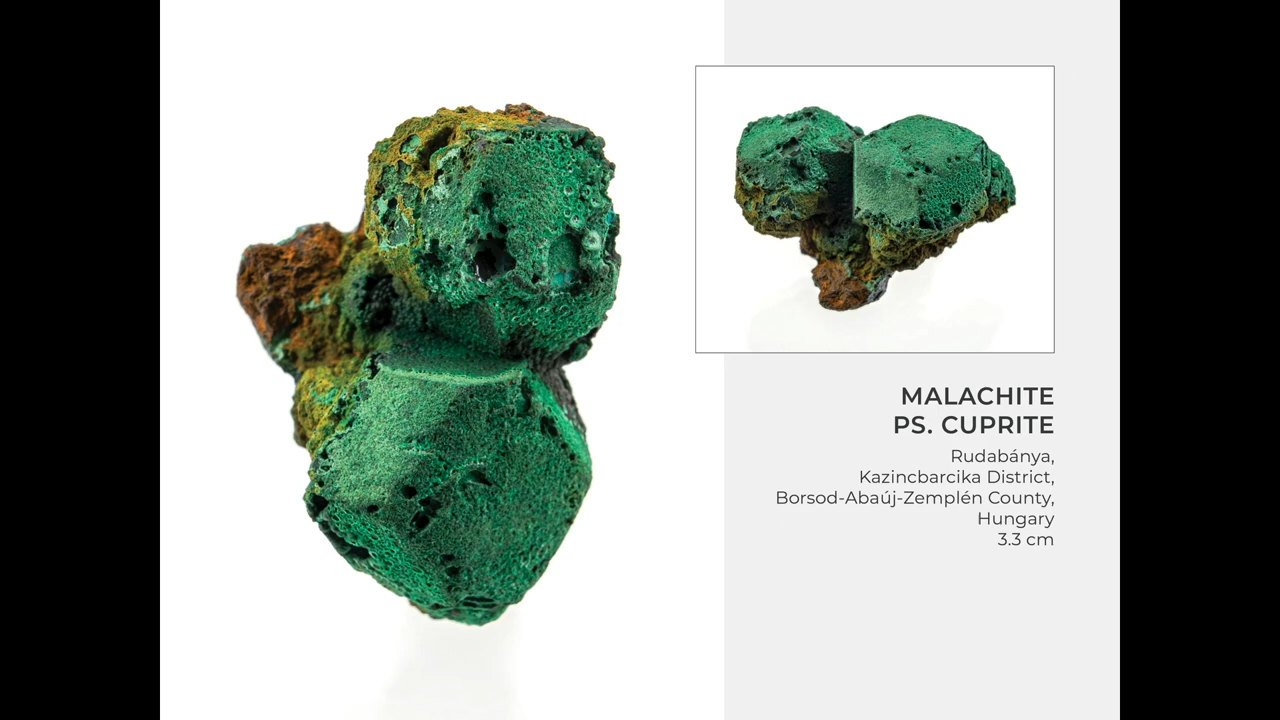 MALACHITE
PS. CUPRITE
Rudabánya,
Kazincbarcika District,
Borsod-Abaúj-Zemplén County,
Hungary
3.3 cm